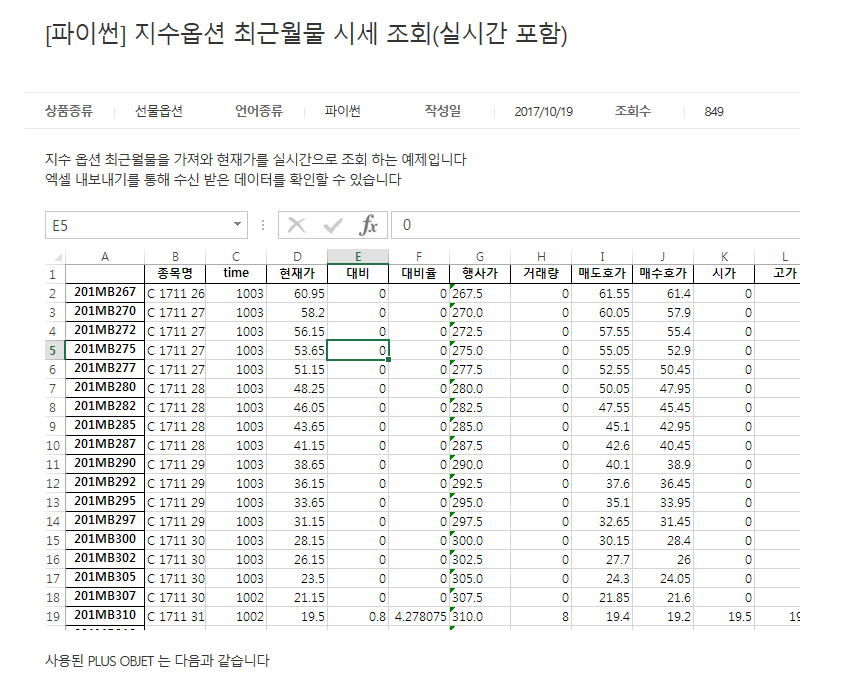 [파이썬] 지수옵션 최근월물 시세 조회(실시간 포함)
상품종류 선물옵션 언어종류 파이썬 작성일 2017/10/19 조회수 849
지수 옵션 최근월물을 가져와 현재가를 실시간으로 조회 하는 예제입니다
엑셀 내보내기를 통해 수신 받은 데이터를 확인할 수 있습니다
E5 fx 0
A B C D E F G H I J K L
1 종목명 time 현재가 대비 대비율 행사가 거래량 매도호가 매수호가 시가 고가
2 201MB267 C 1711 26 1003 60.95 0 0 267.5 0 61.55 61.4 0
3 201MB270 C 1711 27 1003 58.2 0 0 270.0 0 60.05 57.9 0
4 201MB272 C 1711 27 1003 56.15 0 0 272.5 0 57.55 55.4 0
5 201MB275 C 1711 27 1003 53.65 0 0 275.0 0 55.05 52.9 0
6 201MB277 C 1711 27 1003 51.15 0 0 277.5 0 52.55 50.45 0
7 201MB280 C 1711 28 1003 48.25 0 0 280.0 0 50.05 47.95 0
8 201MB282 C 1711 28 1003 46.05 0 0 282.5 0 47.55 45.45 0
9 201MB285 C 1711 28 1003 43.65 0 0 285.0 0 45.1 42.95 0
10 201MB287 C 1711 28 1003 41.15 0 0 287.5 0 42.6 40.45 0
11 201MB290 C 1711 29 1003 38.65 0 0 290.0 0 40.1 38.9 0
12 201MB292 C 1711 29 1003 36.15 0 0 292.5 0 37.6 36.45 0
13 201MB295 C 1711 29 1003 33.65 0 0 295.0 0 35.1 33.95 0
14 201MB297 C 1711 29 1003 31.15 0 0 297.5 0 32.65 31.45 0
15 201MB300 C 1711 30 1003 28.15 0 0 300.0 0 30.15 28.4 0
16 201MB302 C 1711 30 1003 26.15 0 0 302.5 0 27.7 26 0
17 201MB305 C 1711 30 1003 23.5 0 0 305.0 0 24.3 24.05 0
18 201MB307 C 1711 30 1002 21.15 0 0 307.5 0 21.85 21.6 0
19 201MB310 C 1711 31 1002 19.5 0.8 4.278075 310.0 8 19.4 19.2 19.5
사용된 PLUS OBJET 는 다음과 같습니다